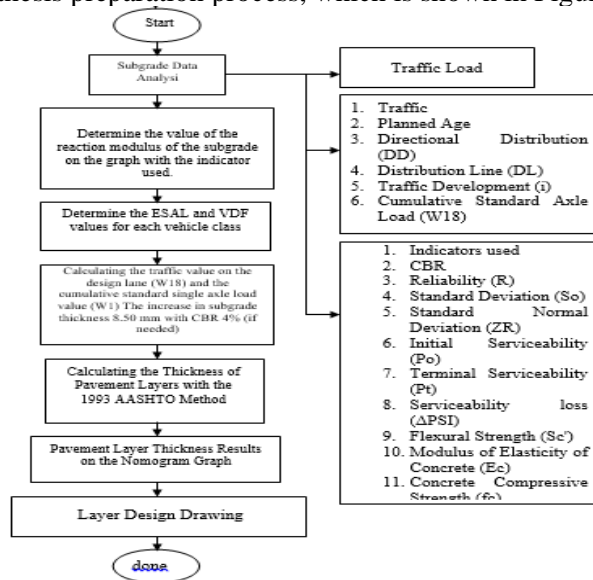 hesis preparation process, which is shown in Figu
Start
Subgrade Data
Analysi
Determine the value of the
reaction modulus of the subgrade
on the graph with the indicator
used.
Determine the ESAL and VDF
values for each vehicle class
Calculating the traffic value on the
design lane (W18) and the
cumulative standard single axle load
value (W1) The increase in subgrade
thickness 8.50 mm with CBR 4% (if
needed)
Calculating the Thickness of
Pavement Layers with the
1993 AASHTO Method
Pavement Layer Thickness Results
on the Nomogram Graph
Layer Design Drawing
done
Traffic Load
1. Traffic
2. Planned Age
3. Directional Distribution
(DD)
4. Distribution Line (DL)
5. Traffic Development (i)
6. Cumulative Standard Axle
Load (W18)
1. Indicators used
2. CBR
3. Reliability (R)
4. Standard Deviation (So)
5. Standard Normal
Deviation (ZR)
6. Initial Serviceability
(Po)
7. Terminal Serviceability
(Pt)
8. Serviceability loss
(ΔPSI)
9. Flexural Strength (Sc')
10. Modulus of Elasticity of
Concrete (Ec)
11. Concrete Compressive
Strength (fc)